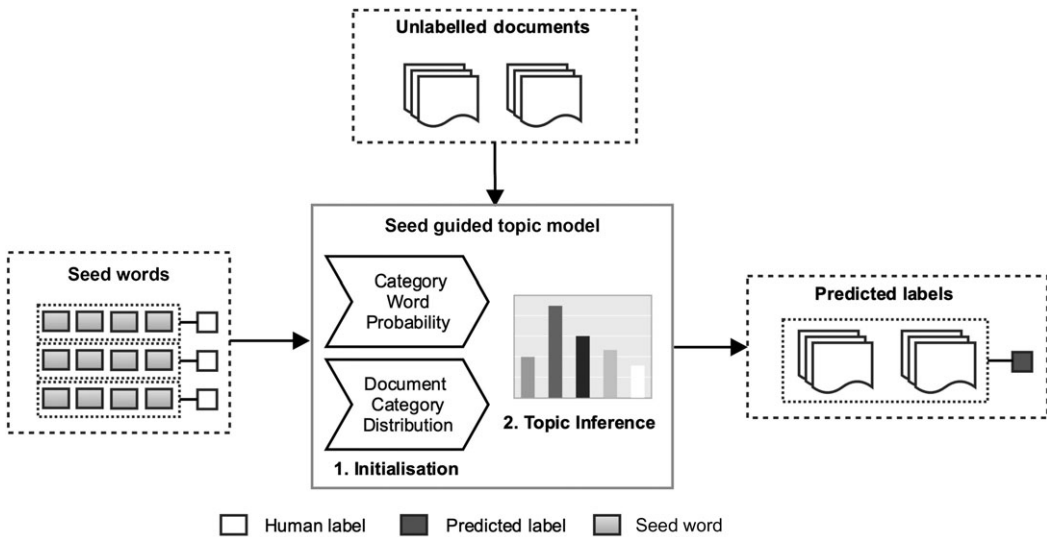 Unlabelled documents
Seed words
Seed guided topic model
Category
Word
Probability
Document
Category
Distribution
1. Initialisation
2. Topic Inference
Predicted labels
Human label
Predicted label
Seed word